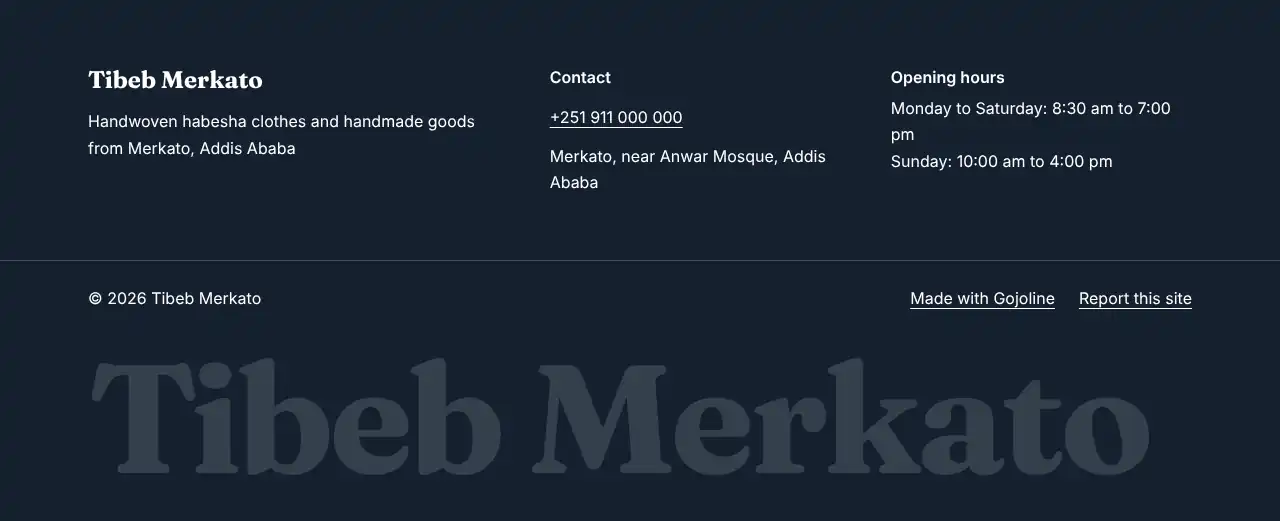 Tibeb Merkato
Handwoven habesha clothes and handmade goods
from Merkato, Addis Ababa
Contact
+251 911 000 000
Merkato, near Anwar Mosque, Addis
Ababa
Opening hours
Monday to Saturday: 8:30 am to 7:00
pm
Sunday: 10:00 am to 4:00 pm
© 2026 Tibeb Merkato
Made with Gojoline
Report this site
Tibeb Merkato